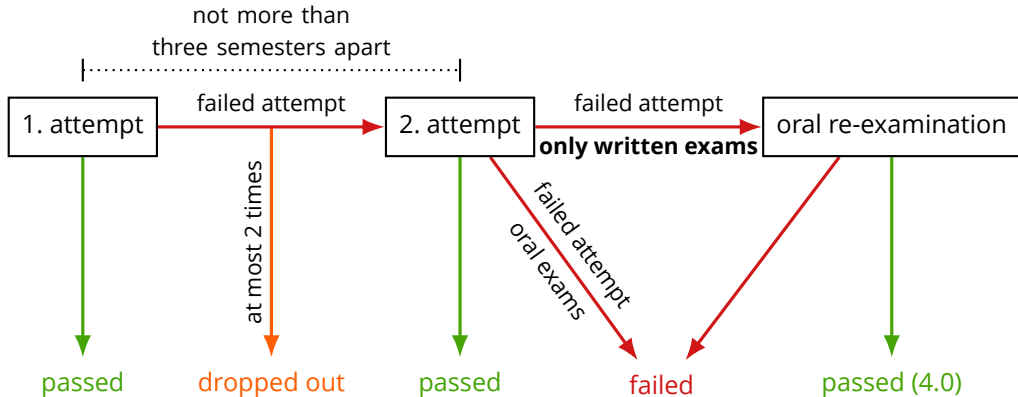 not more than
three semesters apart
1. attempt
failed attempt
2. attempt
failed attempt
only written exams
oral re-examination
at most 2 times
failed attempt
oral exams
passed
dropped out
passed
failed
passed (4.0)